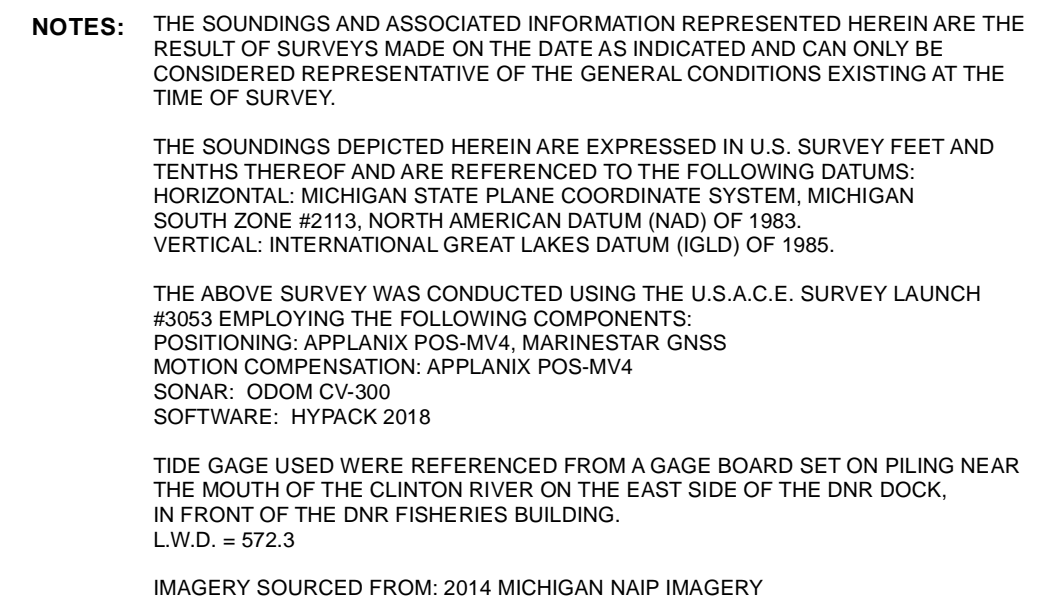 NOTES: THE SOUNDINGS AND ASSOCIATED INFORMATION REPRESENTED HEREIN ARE THE
RESULT OF SURVEYS MADE ON THE DATE AS INDICATED AND CAN ONLY BE
CONSIDERED REPRESENTATIVE OF THE GENERAL CONDITIONS EXISTING AT THE
TIME OF SURVEY.
THE SOUNDINGS DEPICTED HEREIN ARE EXPRESSED IN U.S. SURVEY FEET AND
TENTHS THEREOF AND ARE REFERENCED TO THE FOLLOWING DATUMS:
HORIZONTAL: MICHIGAN STATE PLANE COORDINATE SYSTEM, MICHIGAN
SOUTH ZONE #2113, NORTH AMERICAN DATUM (NAD) OF 1983.
VERTICAL: INTERNATIONAL GREAT LAKES DATUM (IGLD) OF 1985.
THE ABOVE SURVEY WAS CONDUCTED USING THE U.S.A.C.E. SURVEY LAUNCH
#3053 EMPLOYING THE FOLLOWING COMPONENTS:
POSITIONING: APPLANIX POS-MV4, MARINESTAR GNSS
MOTION COMPENSATION: APPLANIX POS-MV4
SONAR: ODOM CV-300
SOFTWARE: HYPACK 2018
TIDE GAGE USED WERE REFERENCED FROM A GAGE BOARD SET ON PILING NEAR
THE MOUTH OF THE CLINTON RIVER ON THE EAST SIDE OF THE DNR DOCK,
IN FRONT OF THE DNR FISHERIES BUILDING.
L.W.D. = 572.3
IMAGERY SOURCED FROM: 2014 MICHIGAN NAIP IMAGERY